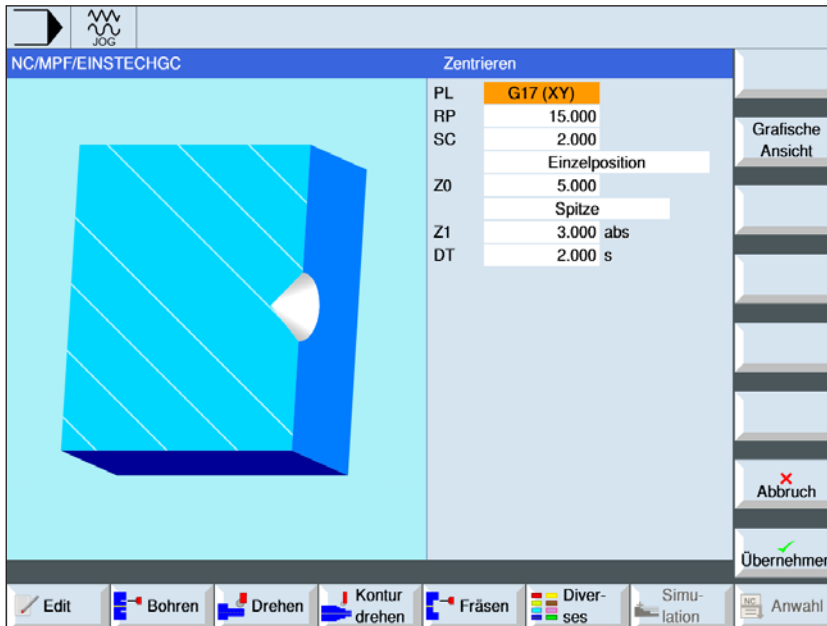 JOG
NC/MPF/EINSTECHGC
Zentrieren
PL G17 (XY)
RP 15.000
SC 2.000
Einzelposition
Z0 5.000
Spitze
Z1 3.000 abs
DT 2.000 s
Grafische
Ansicht
Abbruch
Übernehmen
Edit
Bohren
Drehen
Kontur
drehen
Fräsen
Diver-
ses
Simu-
lation
NC
Anwahl